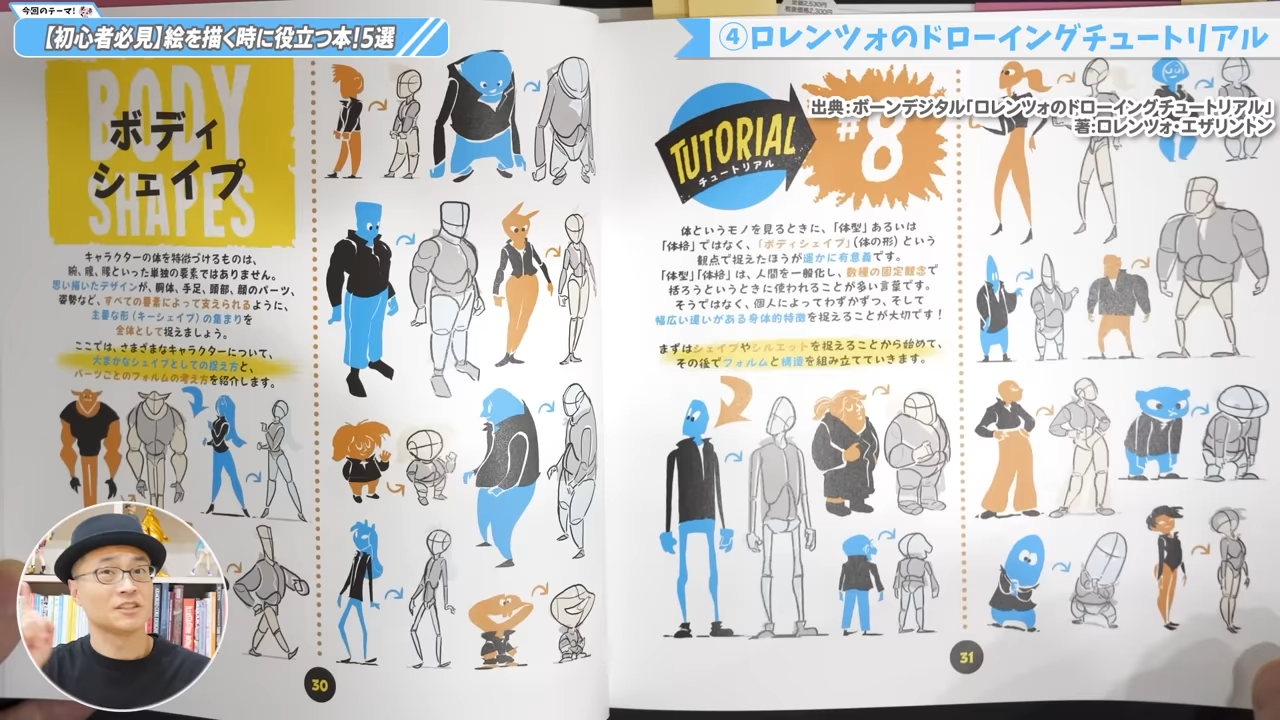 今回のテーマ!
【初心者必見】絵を描く時に役立つ本!5選
④ロレンツォのドローイングチュートリアル
出典:ボーンデジタル「ロレンツォのドローイングチュートリアル」
著:ロレンツォ・エザリントン
BODY
ボディ
シェイプ
SHAPES
キャラクターの体を特徴づけるものは、
腕、瞳、膝といった単独の要素ではありません。
思い描いたデザインが、胴体、手足、頭部、顔のパーツ、
姿勢など、すべての要素によって支えられるように、
主要な形(キーシェイプ)の集まりを
全体として捉えましょう。
ここでは、さまざまなキャラクターについて、
大まかなシェイプとしての捉え方と、
パーツごとのフォルムの考え方を紹介します。
30
TUTORIAL
チュートリアル
#8
体というモノを見るときに、「体型」あるいは
「体格」ではなく、「ボディシェイプ」(体の形)という
観点で捉えたほうが遥かに有意義です。
「体型」「体格」は、人間を一般化し、数種の固定観念で
括ろうというときに使われることが多い言葉です。
そうではなく、個人によってわずかずつ、そして
幅広い違いがある身体的特徴を捉えることが大切です!
まずはシェイプやシルエットを捉えることから始めて、
その後でフォルムと構造を組み立てていきます。
31